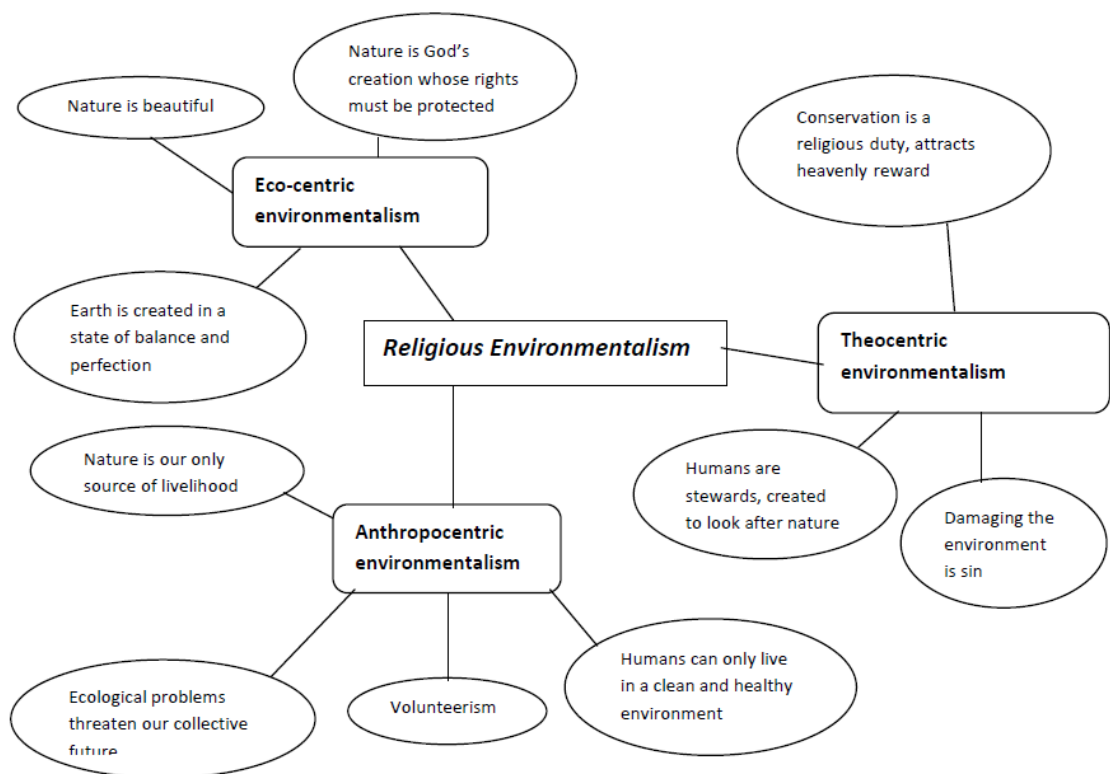 Nature is God’s
creation whose rights
must be protected
Nature is beautiful
Conservation is a
religious duty, attracts
heavenly reward
Eco-centric
environmentalism
Earth is created in a
state of balance and
perfection
Religious Environmentalism
Theocentric
environmentalism
Nature is our only
source of livelihood
Humans are
stewards, created
to look after nature
Damaging the
environment
is sin
Anthropocentric
environmentalism
Ecological problems
threaten our collective
future
Volunteerism
Humans can only live
in a clean and healthy
environment